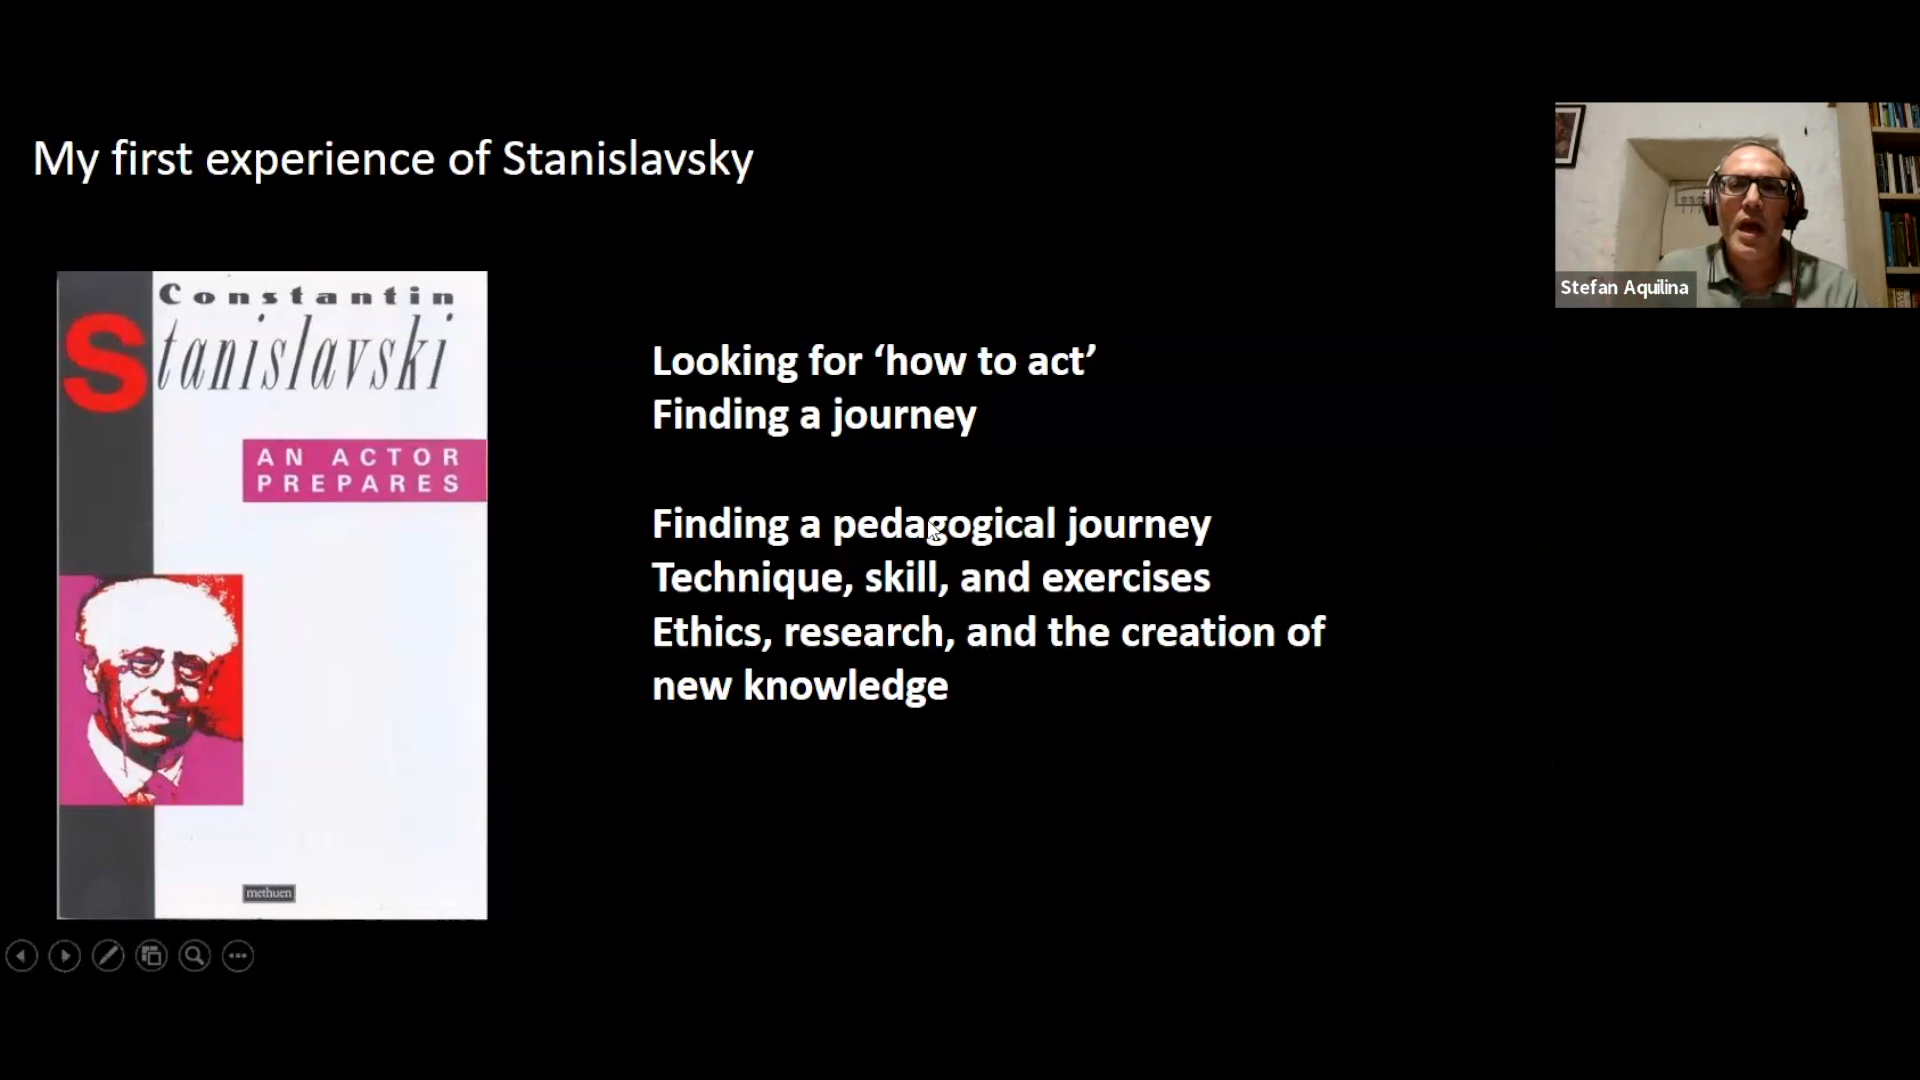 My first experience of Stanislavsky
Constantin
Stanislavski
AN ACTOR
PREPARES
methuen
Looking for ‘how to act’
Finding a journey
Finding a pedagogical journey
Technique, skill, and exercises
Ethics, research, and the creation of
new knowledge
Stefan Aquilina